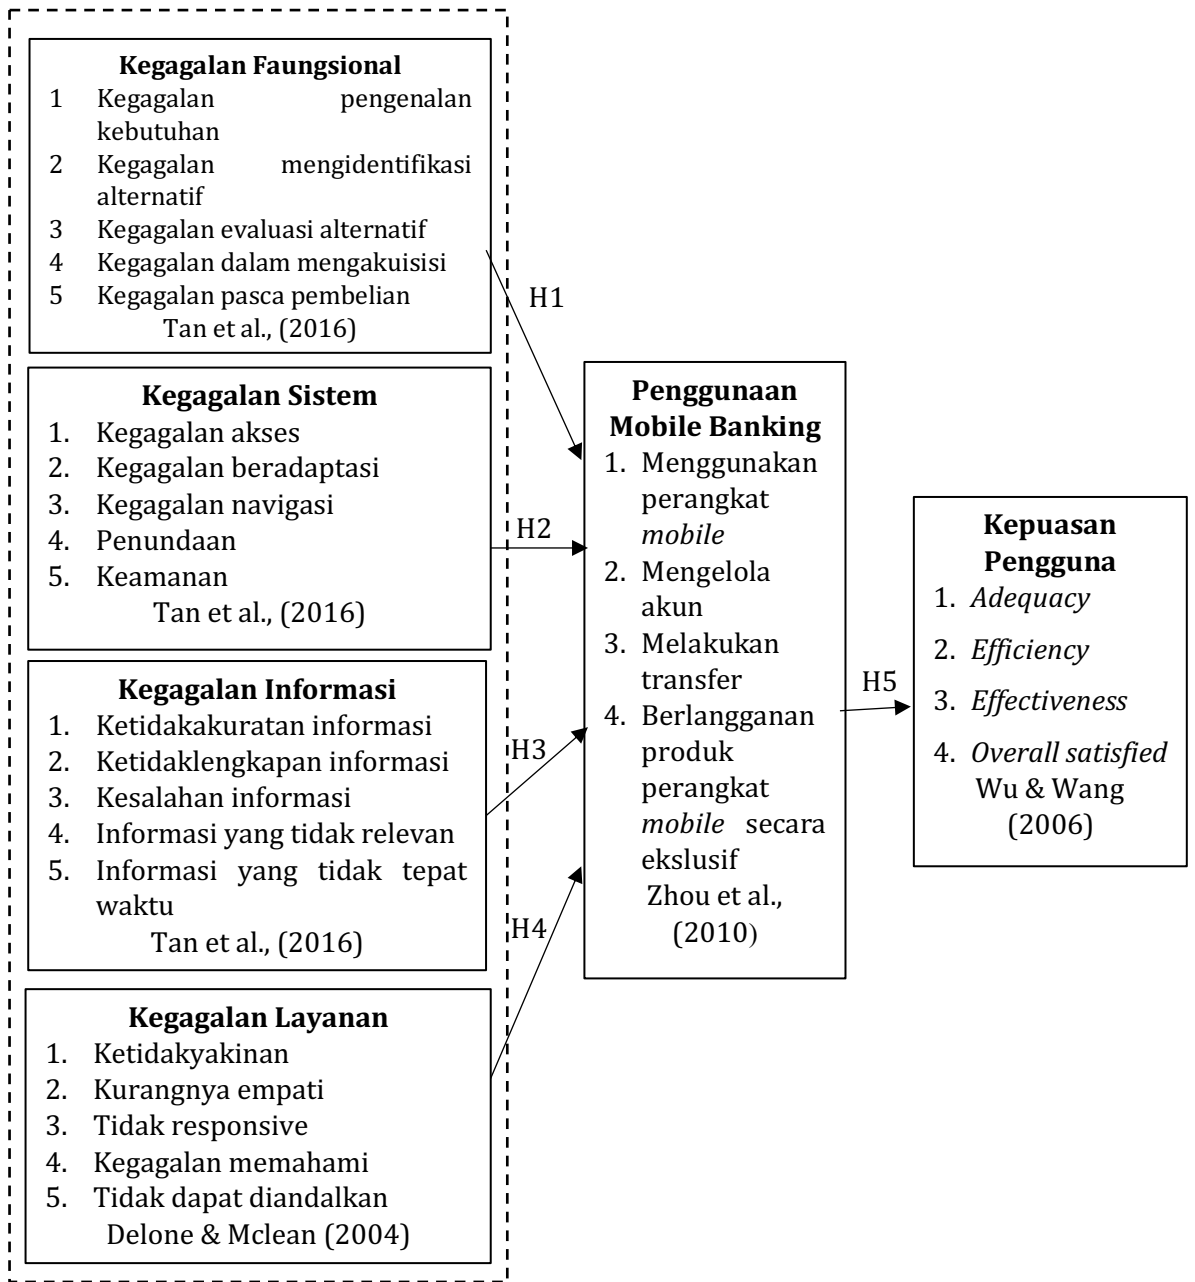 Kegagalan Faungsional
1 Kegagalan pengenalan
kebutuhan
2 Kegagalan mengidentifikasi
alternatif
3 Kegagalan evaluasi alternatif
4 Kegagalan dalam mengakuisisi
5 Kegagalan pasca pembelian
Tan et al., (2016)
H1
Kegagalan Sistem
1. Kegagalan akses
2. Kegagalan beradaptasi
3. Kegagalan navigasi
4. Penundaan
5. Keamanan
Tan et al., (2016)
H2
Kegagalan Informasi
1. Ketidakakuratan informasi
2. Ketidaklengkapan informasi
3. Kesalahan informasi
4. Informasi yang tidak relevan
5. Informasi yang tidak tepat
waktu
Tan et al., (2016)
H3
Kegagalan Layanan
1. Ketidakyakinan
2. Kurangnya empati
3. Tidak responsive
4. Kegagalan memahami
5. Tidak dapat diandalkan
Delone & Mclean (2004)
H4
Penggunaan
Mobile Banking
1. Menggunakan
perangkat
mobile
2. Mengelola
akun
3. Melakukan
transfer
4. Berlangganan
produk
perangkat
mobile secara
ekslusif
Zhou et al.,
(2010)
H5
Kepuasan
Pengguna
1. Adequacy
2. Efficiency
3. Effectiveness
4. Overall satisfied
Wu & Wang
(2006)